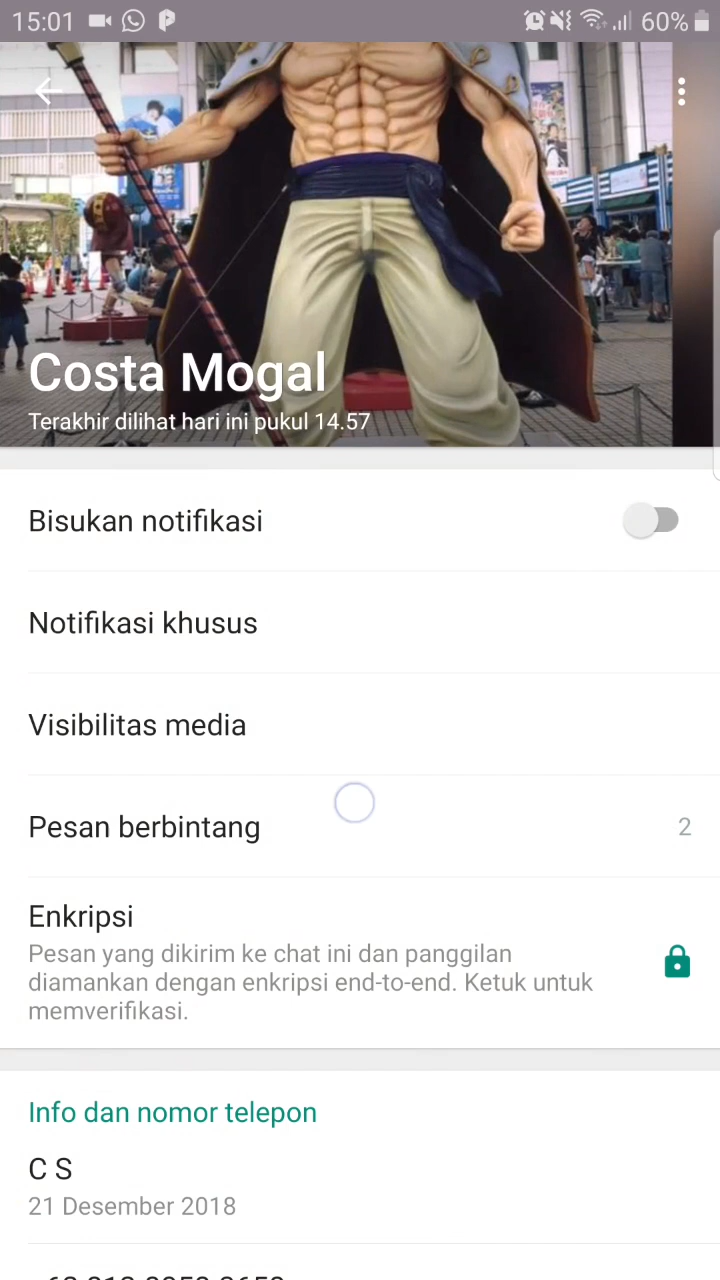 15:01
60%
Costa Mogal
Terakhir dilihat hari ini pukul 14.57
Bisukan notifikasi
Notifikasi khusus
Visibilitas media
Pesan berbintang
2
Enkripsi
Pesan yang dikirim ke chat ini dan panggilan
diamankan dengan enkripsi end-to-end. Ketuk untuk
memverifikasi.
Info dan nomor telepon
C S
21 Desember 2018